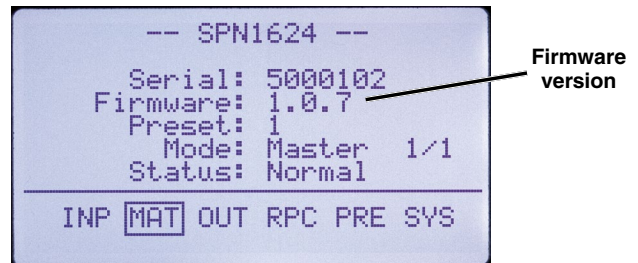 -- SPN1624 --
Serial: 5000102
Firmware: 1.0.7
Preset: 1
Mode: Master 1/1
Status: Normal
INP MAT OUT RPC PRE SYS
Firmware
version